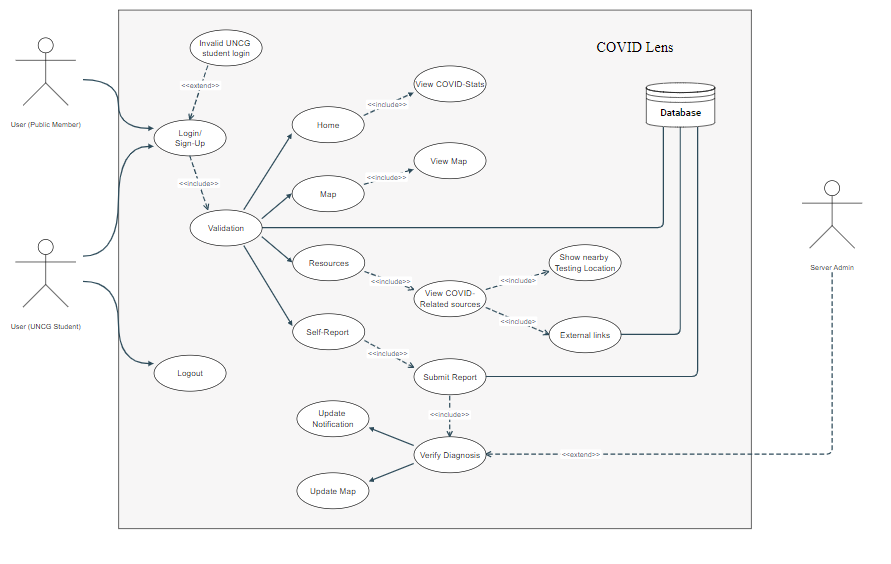 COVID Lens
Invalid UNCG
student login
<<extend>>
User (Public Member)
Login/
Sign-Up
<<include>>
Validation
Home
<<include>>
View COVID-Stats
Map
<<include>>
View Map
Database
Resources
<<include>>
View COVID-
Related sources
<<include>
Show nearby
Testing Location
<<include>
External links
Server Admin
User (UNCG Student)
Self-Report
<<include>>
Submit Report
Logout
<<include>>
Update
Notification
Verify Diagnosis
<<extend>>
Update Map